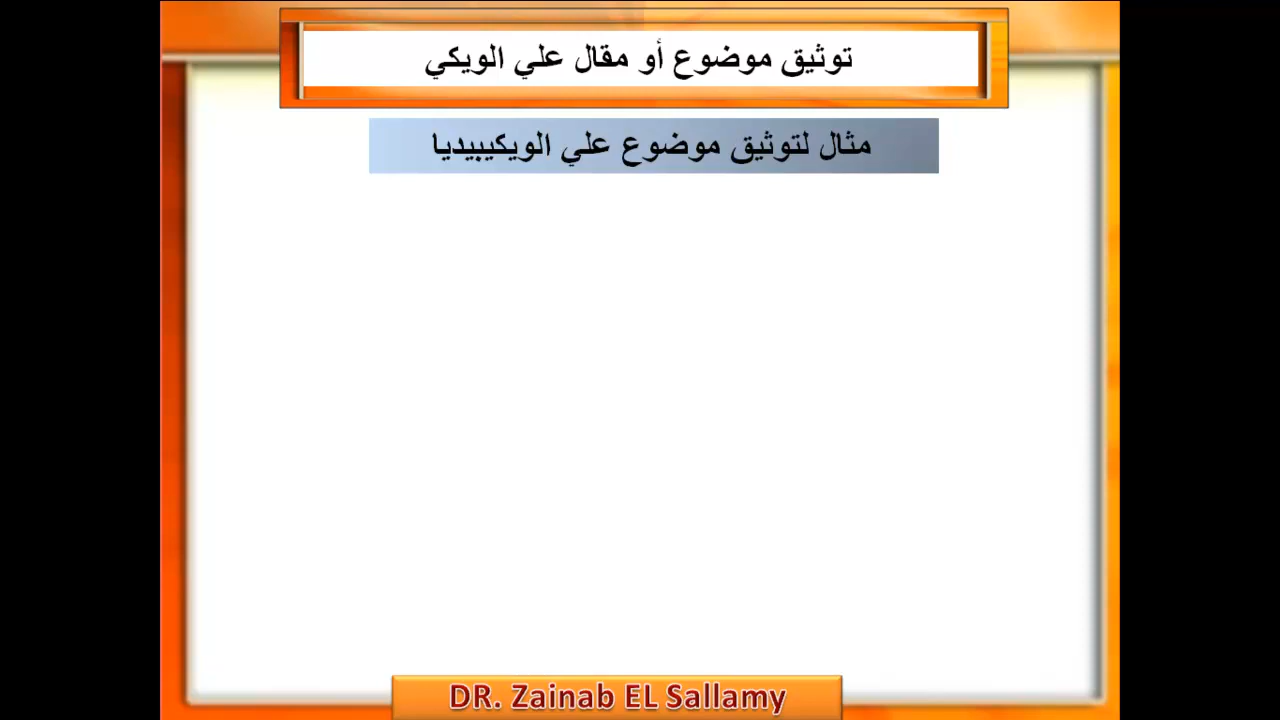 توثيق موضوع أو مقال علي الويكي
مثال لتوثيق موضوع علي الويكيبيديا
DR. Zainab EL Sallamy